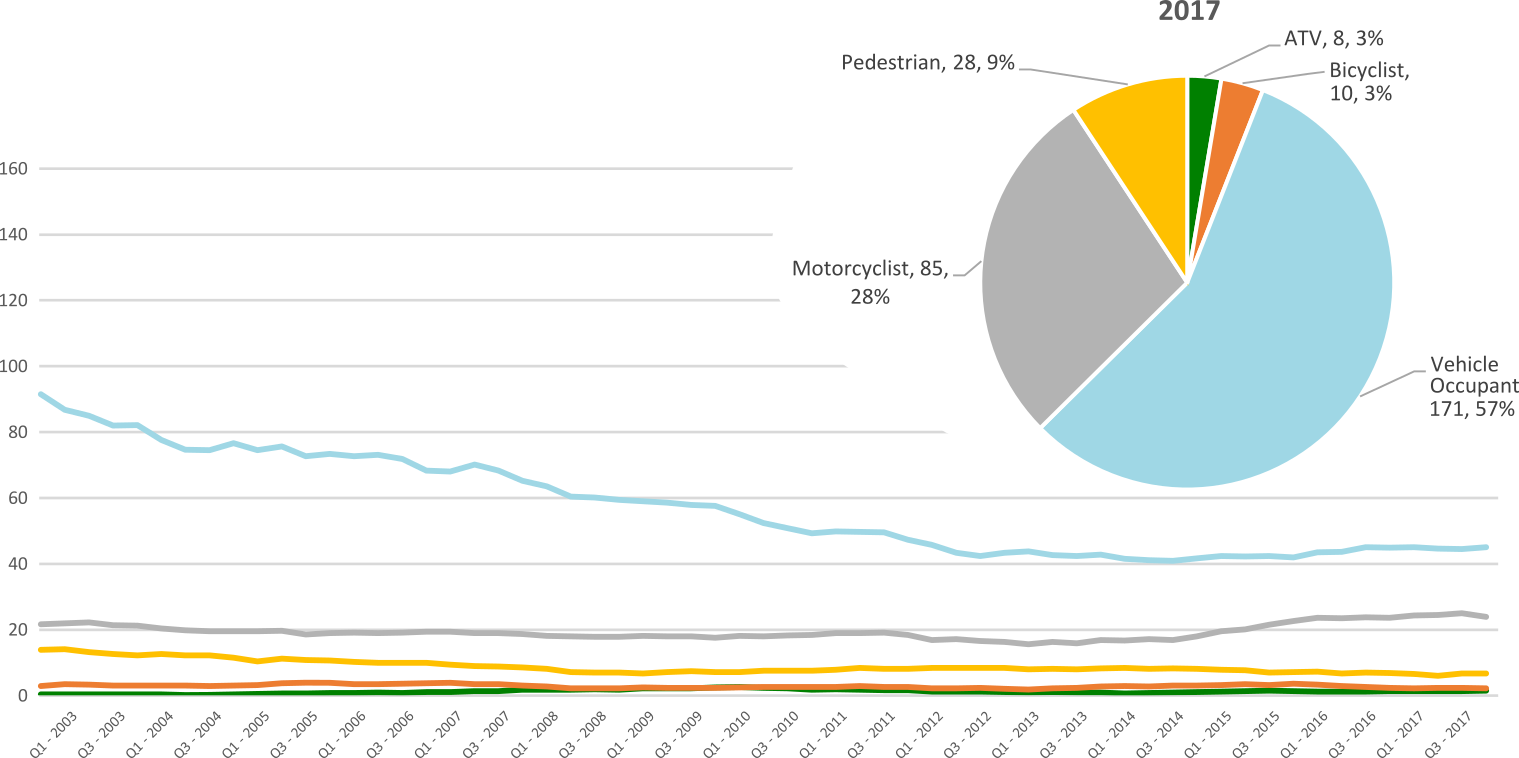 2017
ATV, 8, 3%
Pedestrian, 28, 9%
Bicyclist,
10, 3%
Motorcyclist, 85,
28%
Vehicle
Occupant
171, 57%
160
140
120
100
80
60
40
20
0
Q1 - 2003
Q3 - 2003
Q1 - 2004
Q3 - 2004
Q1 - 2005
Q3 - 2005
Q1 - 2006
Q3 - 2006
Q1 - 2007
Q3 - 2007
Q1 - 2008
Q3 - 2008
Q1 - 2009
Q3 - 2009
Q1 - 2010
Q3 - 2010
Q1 - 2011
Q3 - 2011
Q1 - 2012
Q3 - 2012
Q1 - 2013
Q3 - 2013
Q1 - 2014
Q3 - 2014
Q1 - 2015
Q3 - 2015
Q1 - 2016
Q3 - 2016
Q1 - 2017
Q3 - 2017